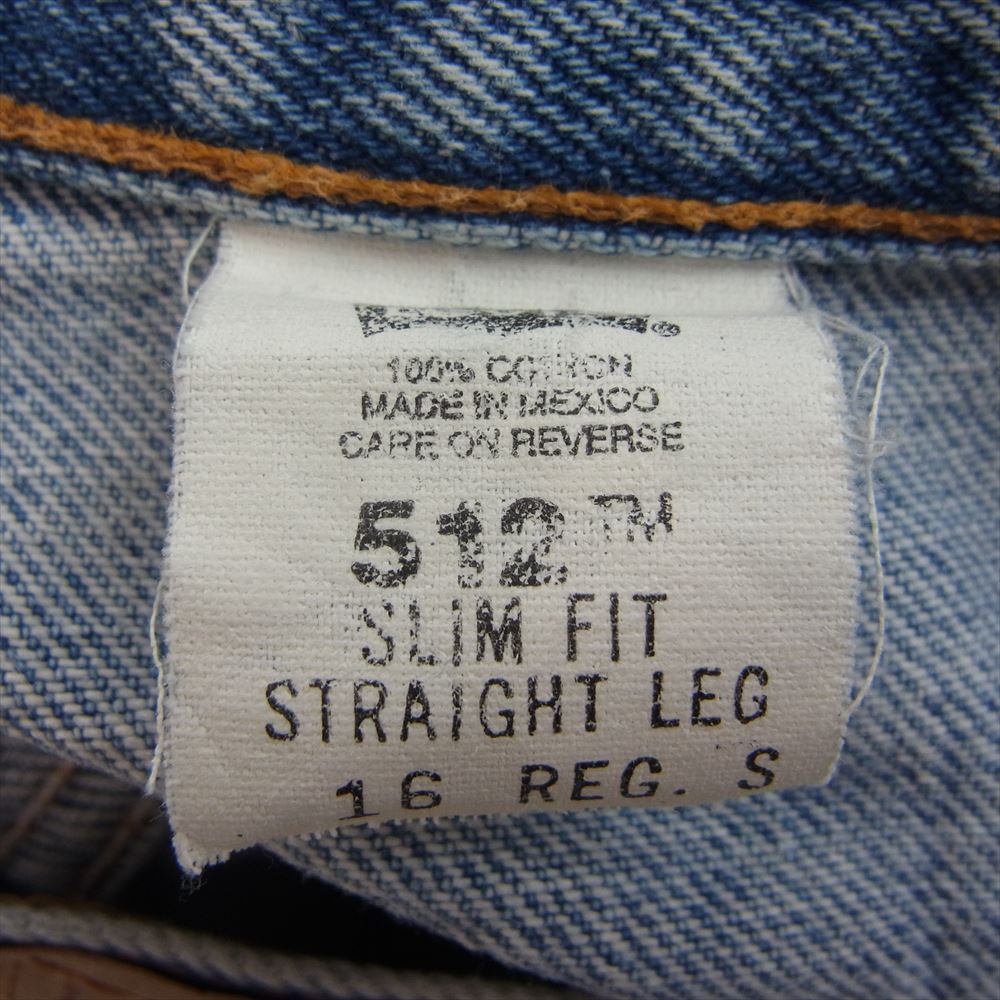 ®
100% COTTON
MADE IN MEXICO
CARE ON REVERSE
512™
SLIM FIT
STRAIGHT LEG
16 REG. S